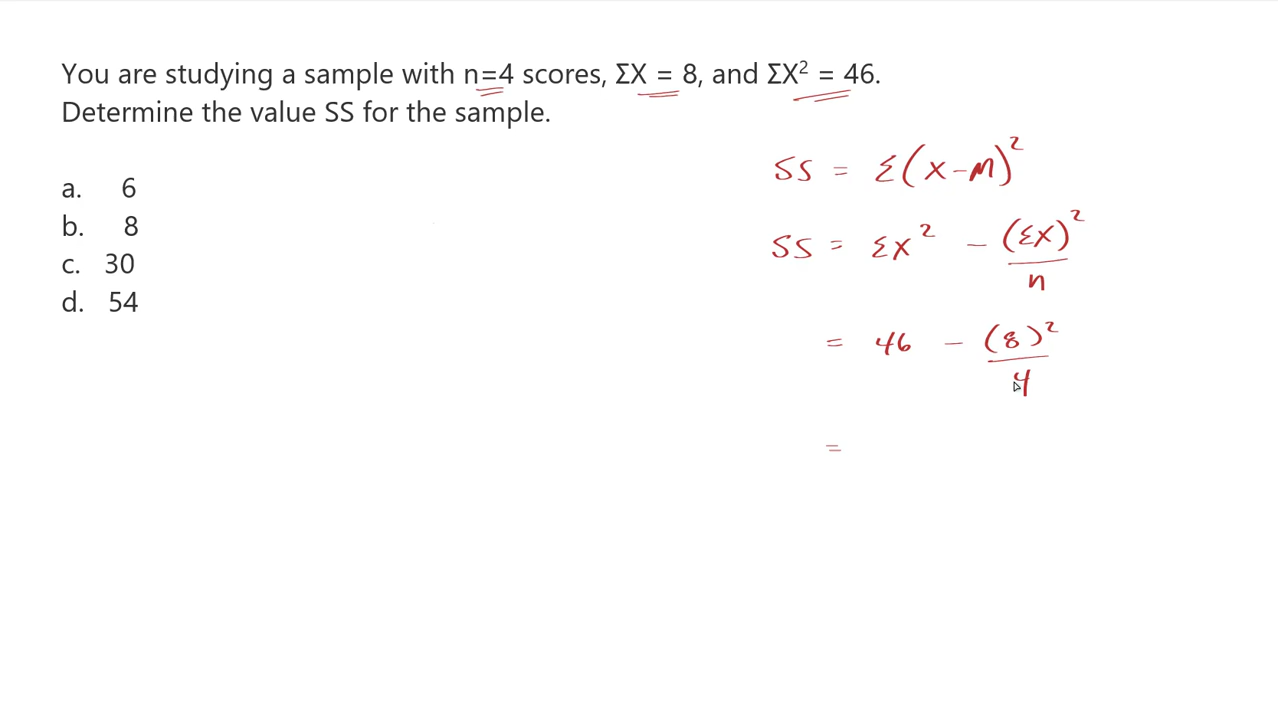 You are studying a sample with n=4 scores, ΣX = 8, and ΣX² = 46.
Determine the value SS for the sample.
a. 6
b. 8
c. 30
d. 54
SS = Σ(X-M)²
SS = ΣX² - (ΣX)²
n
= 46 - (8)²
4
=